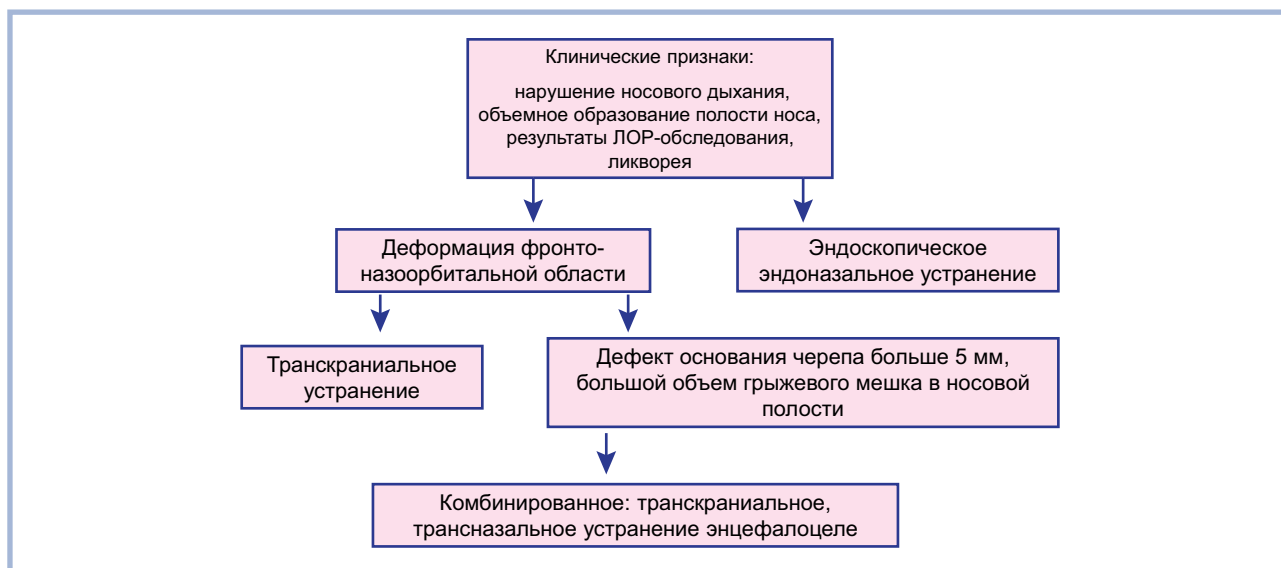 Клинические признаки:
нарушение носового дыхания,
объемное образование полости носа,
результаты ЛОР-обследования,
ликворея
Деформация фронто-
назоорбитальной области
Эндоскопическое
эндоназальное устранение
Транскраниальное
устранение
Дефект основания черепа больше 5 мм,
большой объем грыжевого мешка в носовой
полости
Комбинированное: транскраниальное,
трансназальное устранение энцефалоцеле